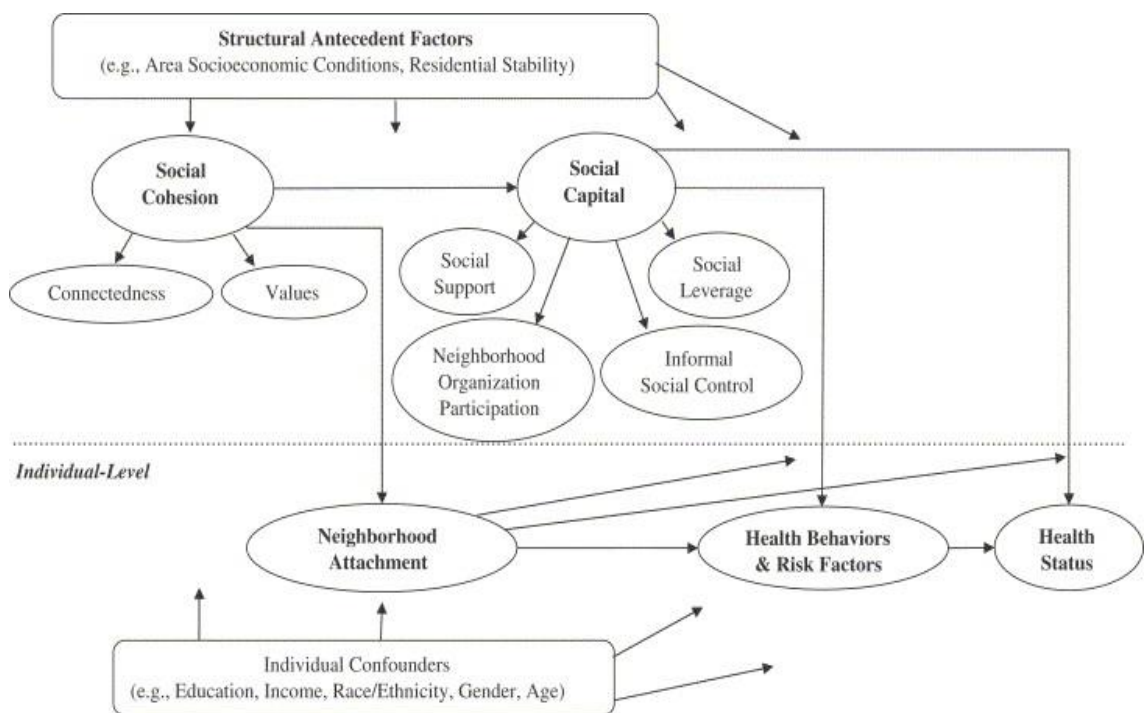 Structural Antecedent Factors
(e.g., Area Socioeconomic Conditions, Residential Stability)
Social
Cohesion
Social
Capital
Connectedness
Values
Social
Support
Social
Leverage
Neighborhood
Organization
Participation
Informal
Social Control
Individual-Level
Neighborhood
Attachment
Health Behaviors
& Risk Factors
Health
Status
Individual Confounders
(e.g., Education, Income, Race/Ethnicity, Gender, Age)